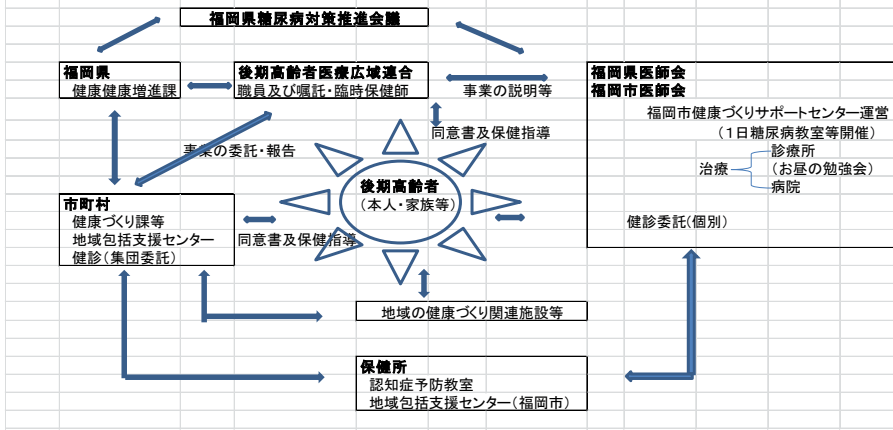 福岡県糖尿病対策推進会議
福岡県
健康健康増進課
後期高齢者医療広域連合
職員及び嘱託・臨時保健師
事業の説明等
福岡県医師会
福岡市医師会
福岡市健康づくりサポートセンター運営
(1日糖尿病教室等開催)
診療所
治療
(お昼の勉強会)
病院
健診委託(個別)
同意書及保健指導
事業の委託・報告
後期高齢者
(本人・家族等)
市町村
健康づくり課等
地域包括支援センター
健診(集団委託)
同意書及保健指導
地域の健康づくり関連施設等
保健所
認知症予防教室
地域包括支援センター(福岡市)